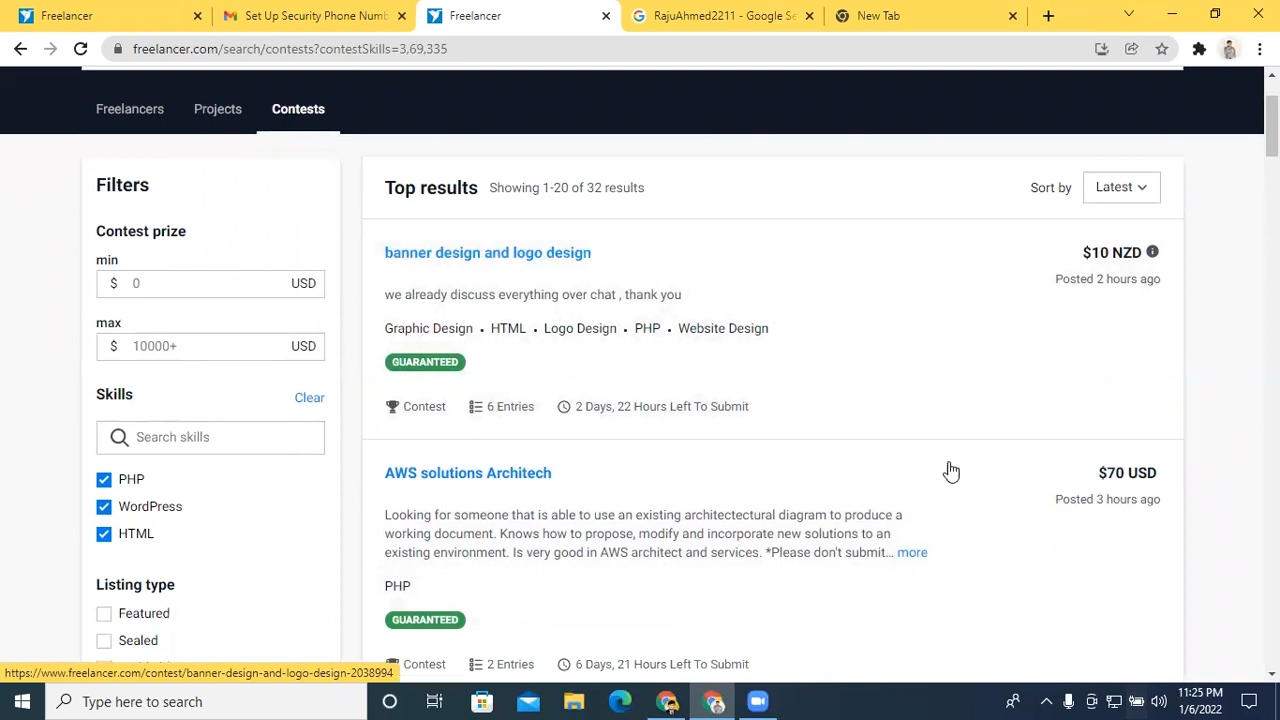 Freelancer
Set Up Security Phone Numb
Freelancer
RajuAhmed2211 - Google Se
New Tab
freelancer.com/search/contests?contestSkills=3,69,335
Freelancers
Projects
Contests
Filters
Contest prize
min
$ 0 USD
max
$ 10000+ USD
Skills
Clear
Search skills
PHP
WordPress
HTML
Listing type
Featured
Sealed
Top results Showing 1-20 of 32 results
Sort by Latest
banner design and logo design
$10 NZD
Posted 2 hours ago
we already discuss everything over chat , thank you
Graphic Design • HTML • Logo Design • PHP • Website Design
GUARANTEED
Contest 6 Entries 2 Days, 22 Hours Left To Submit
AWS solutions Architech
$70 USD
Posted 3 hours ago
Looking for someone that is able to use an existing architectectural diagram to produce a
working document. Knows how to propose, modify and incorporate new solutions to an
existing environment. Is very good in AWS architect and services. *Please don't submit... more
PHP
GUARANTEED
Contest 2 Entries 6 Days, 21 Hours Left To Submit
https://www.freelancer.com/contest/banner-design-and-logo-design-2038994
Type here to search
11:25 PM
1/6/2022